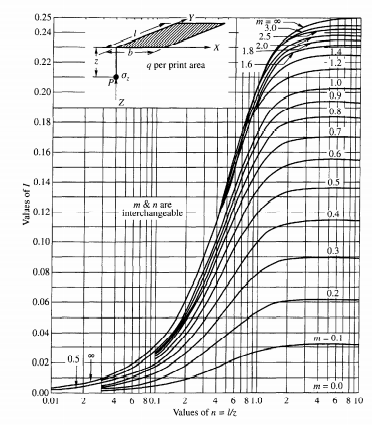 0.25
0.24
0.23
0.22
0.21
0.20
0.18
0.16
0.14
0.12
0.10
0.08
0.06
0.04
0.02
0.00
Values of I
Y
l
X
z
b
q per print area
P
σz
Z
m & n are
interchangeable
m = ∞
3.0
2.5
2.0
1.8
1.6
1.4
1.2
1.0
0.9
0.8
0.7
0.6
0.5
0.4
0.3
0.2
m = 0.1
m = 0.0
0.5
∞
0.01 2 4 6 8 0.1 2 4 6 8 1.0 2 4 6 8 10
Values of n = l/z